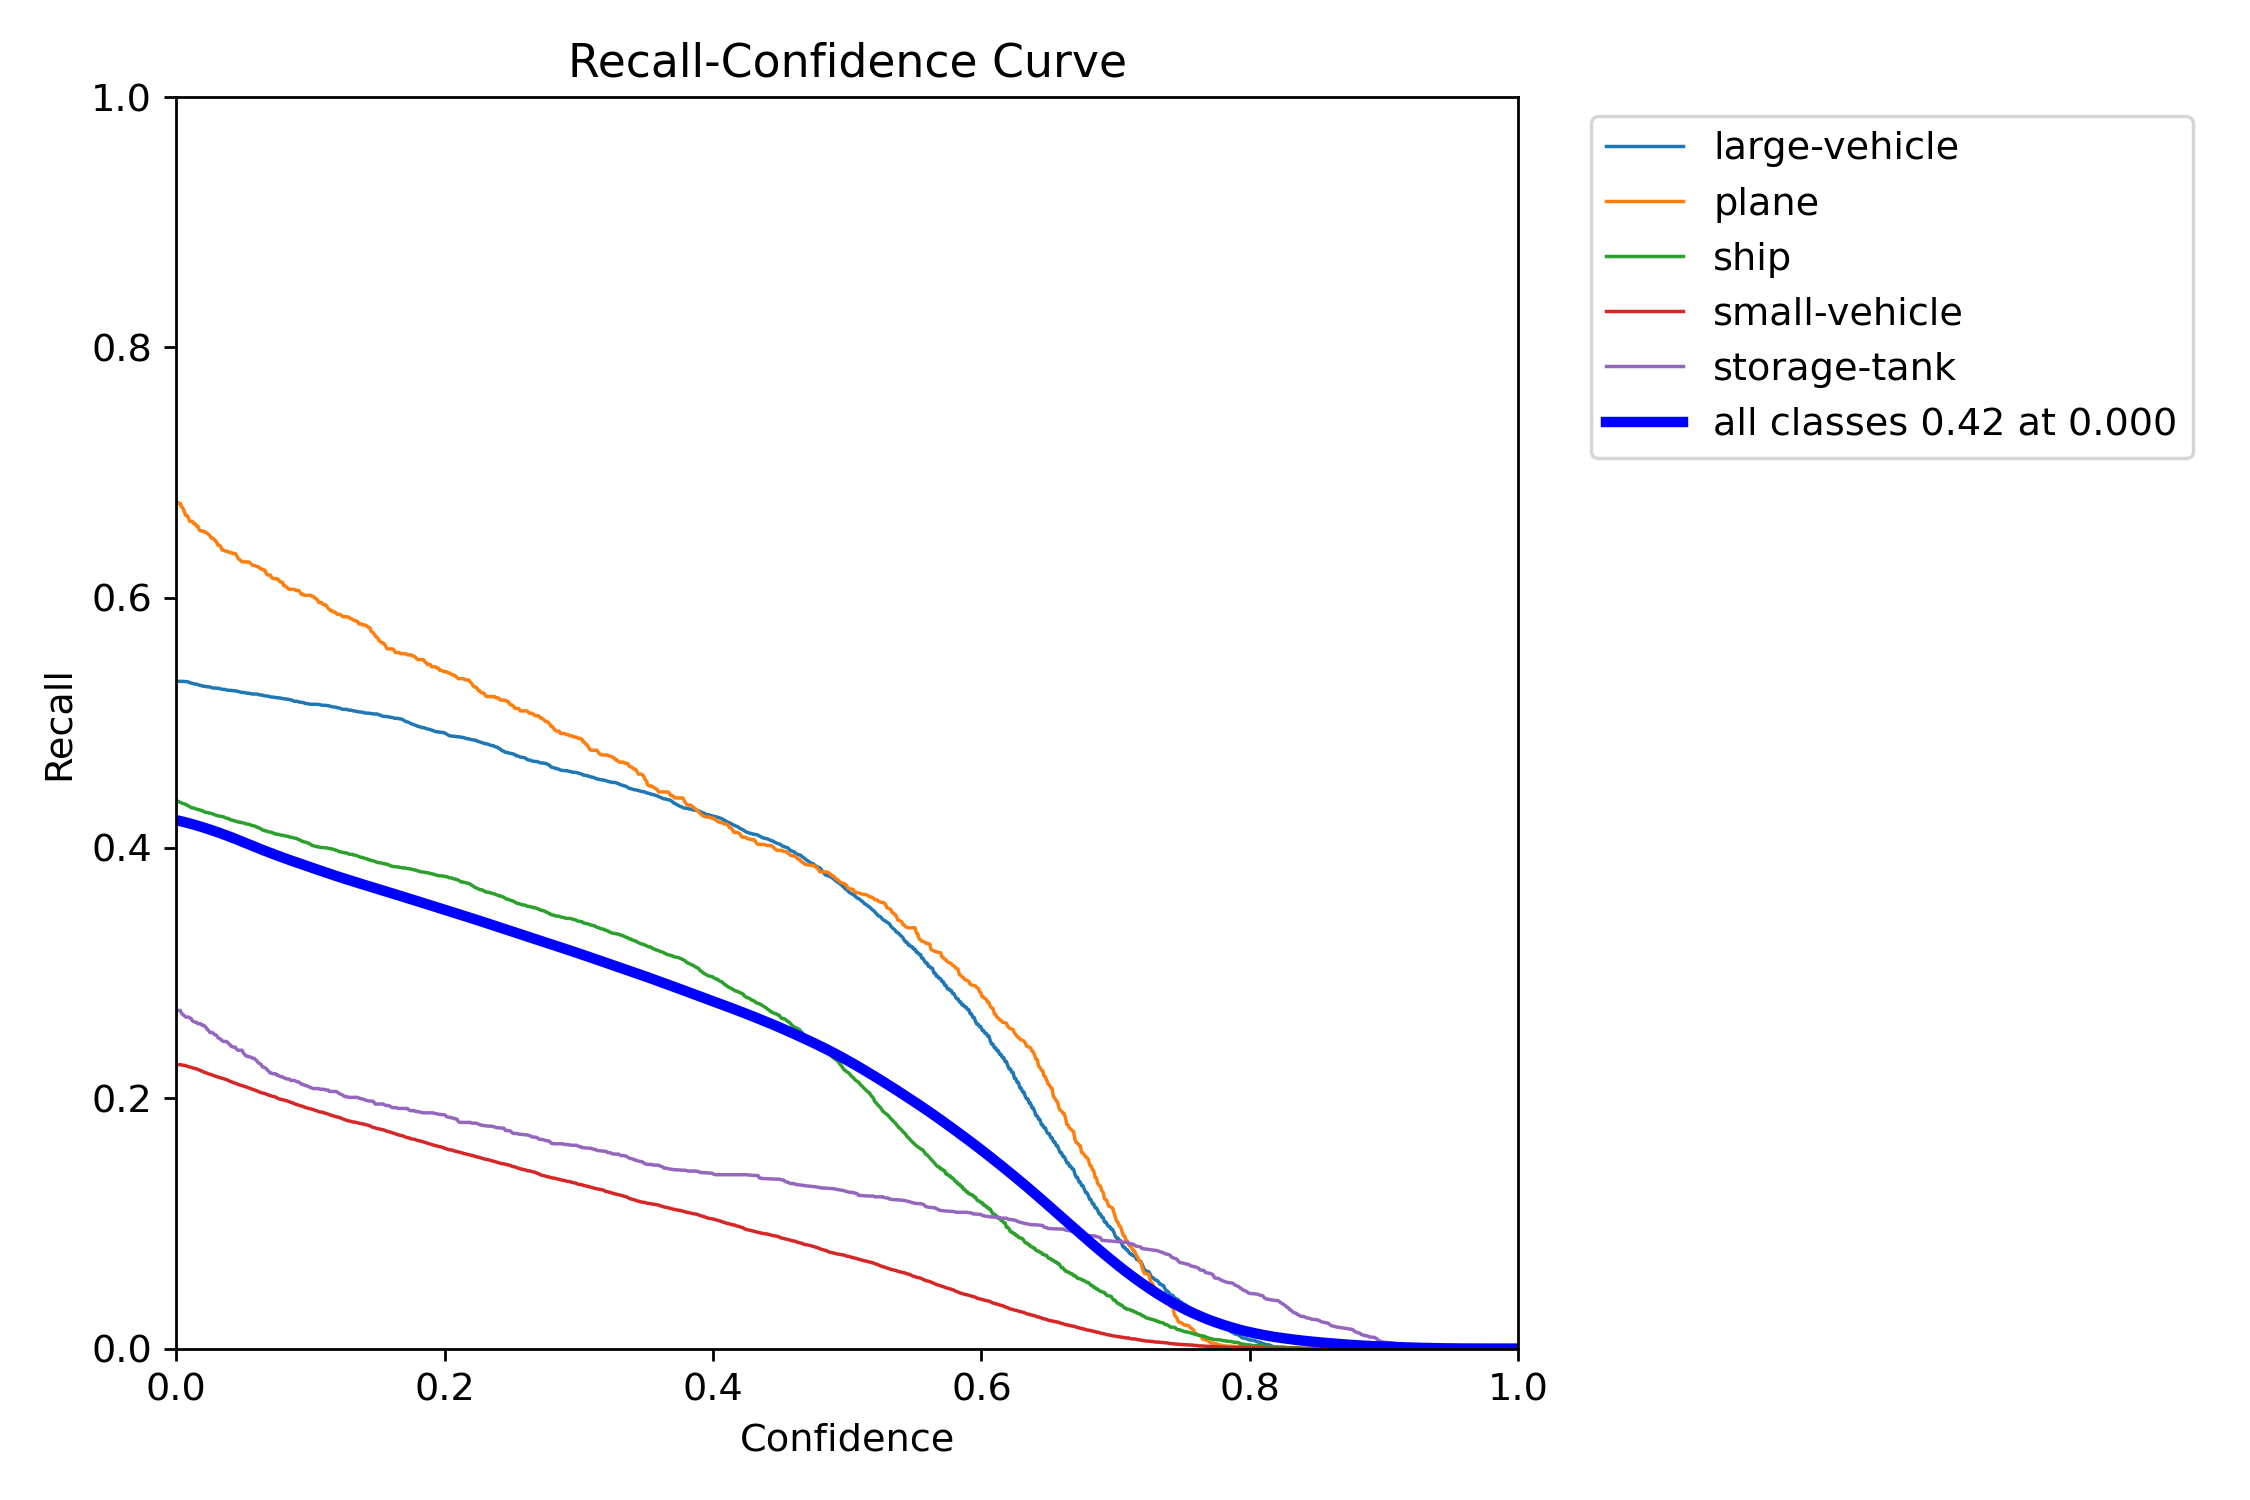 Recall-Confidence Curve
1.0
0.8
0.6
0.4
0.2
0.0
Recall
0.0 0.2 0.4 0.6 0.8 1.0
Confidence
large-vehicle
plane
ship
small-vehicle
storage-tank
all classes 0.42 at 0.000